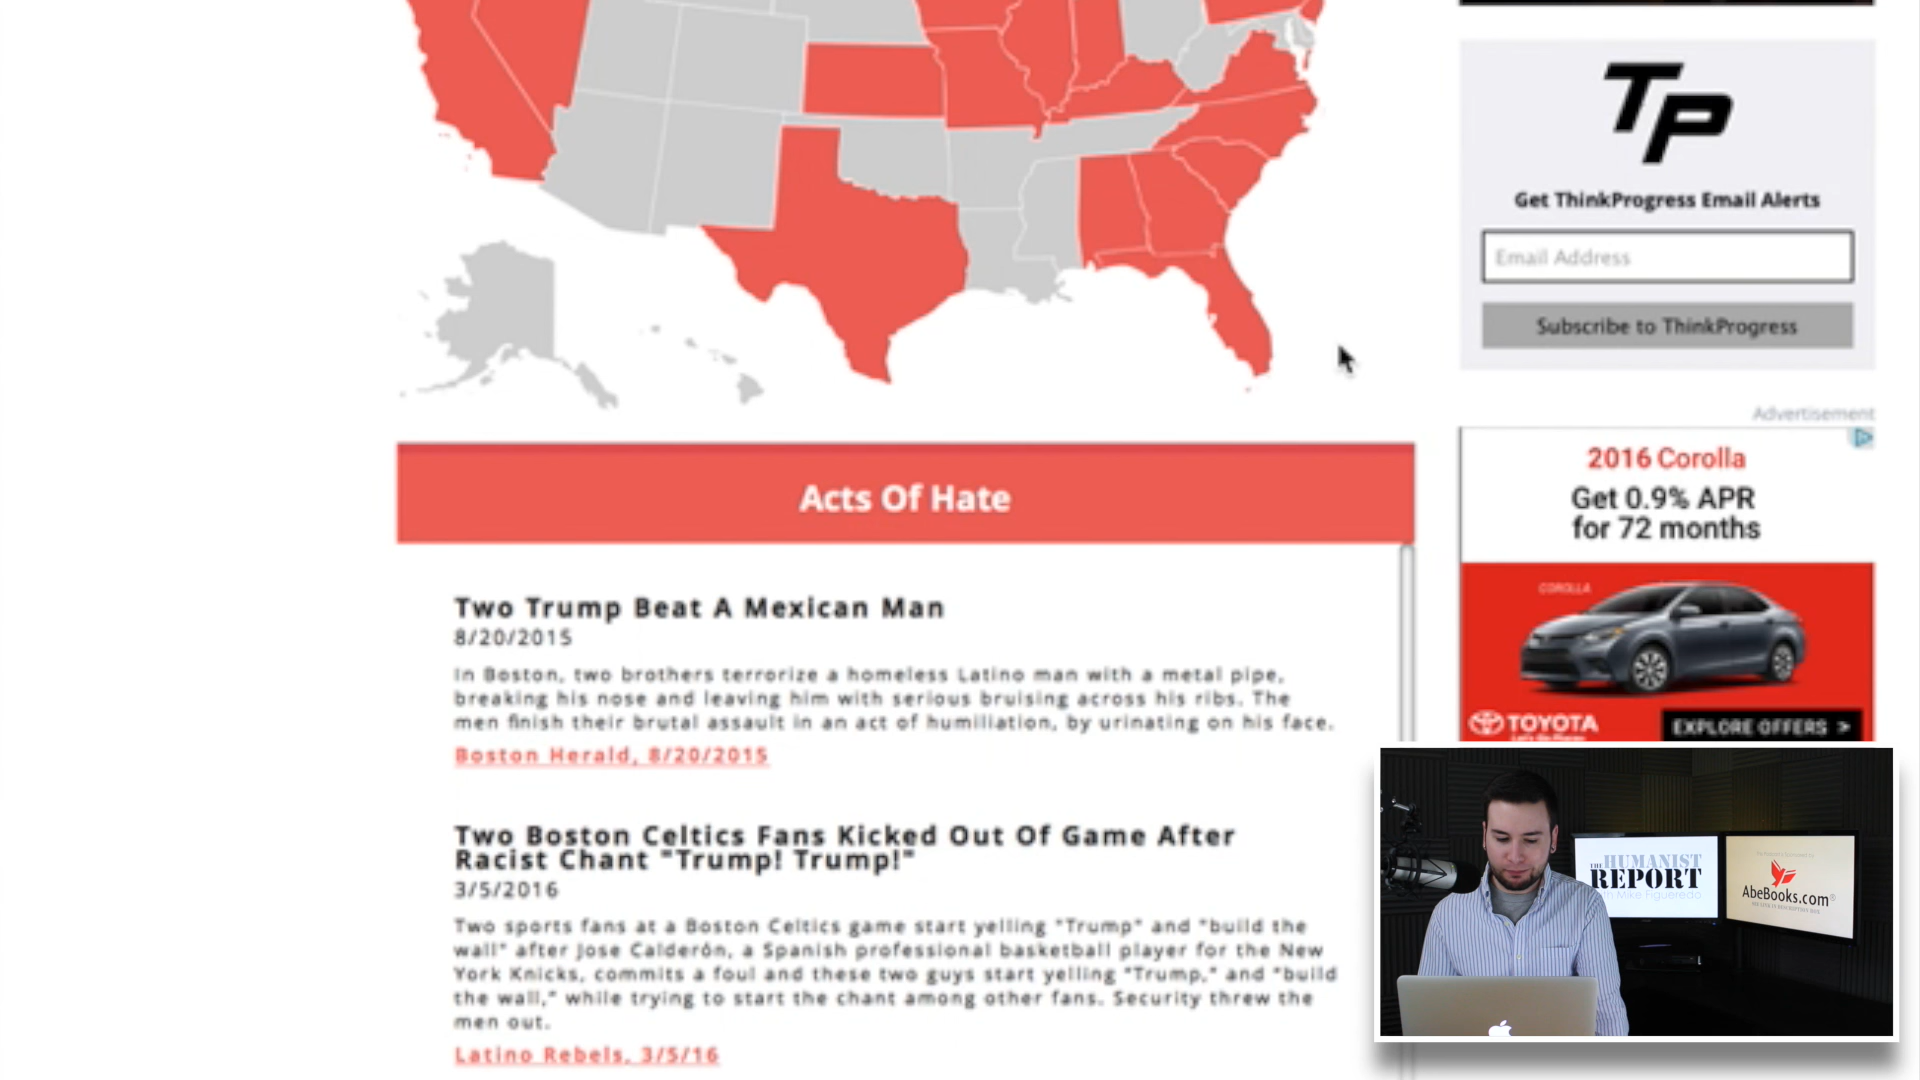 TP
Get ThinkProgress Email Alerts
Email Address
Subscribe to ThinkProgress
Advertisement
2016 Corolla
Get 0.9% APR
for 72 months
COROLLA
TOYOTA
EXPLORE OFFERS >
Acts Of Hate
Two Trump Beat A Mexican Man
8/20/2015
In Boston, two brothers terrorize a homeless Latino man with a metal pipe,
breaking his nose and leaving him with serious bruising across his ribs. The
men finish their brutal assault in an act of humiliation, by urinating on his face.
Boston Herald, 8/20/2015
Two Boston Celtics Fans Kicked Out Of Game After
Racist Chant "Trump! Trump!"
3/5/2016
Two sports fans at a Boston Celtics game start yelling "Trump" and "build the
wall" after Jose Calderón, a Spanish professional basketball player for the New
York Knicks, commits a foul and these two guys start yelling "Trump," and "build
the wall," while trying to start the chant among other fans. Security threw the
men out.
Latino Rebels, 3/5/16
THE HUMANIST
REPORT
with Mike Figueredo
AbeBooks.com